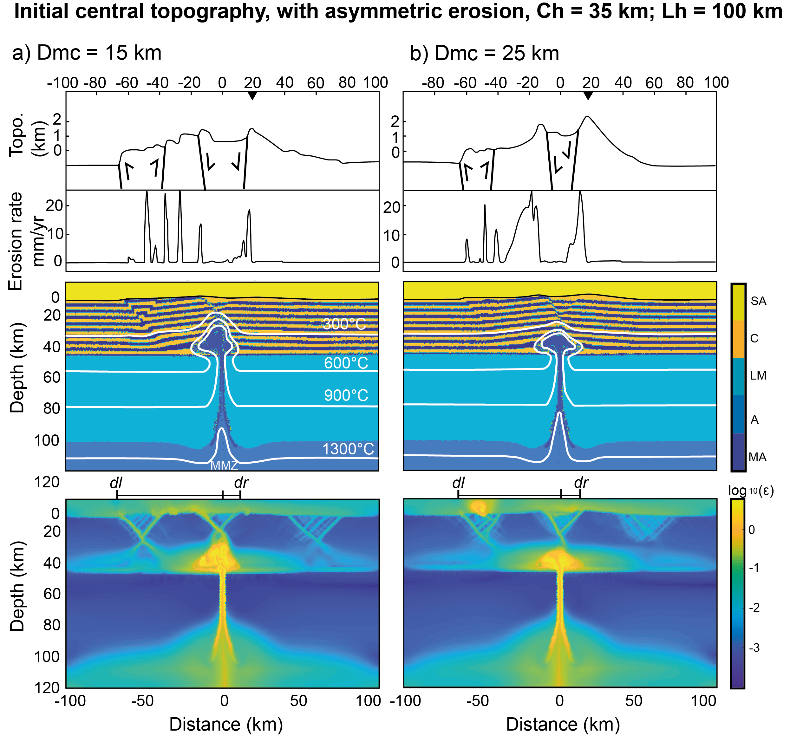 Initial central topography, with asymmetric erosion, Ch = 35 km; Lh = 100 km
a) Dmc = 15 km
b) Dmc = 25 km
-100 -80 -60 -40 -20 0 20 40 60 80 100
-80 -60 -40 -20 0 20 40 60 80 100
Topo.
(km)
2
1
0
2
1
0
Erosion rate
mm/yr
20
10
0
20
10
0
Depth (km)
0
20
40
60
80
100
120
300°C
600°C
900°C
1300°C
MMZ
SA
C
LM
A
MA
dl
dr
dl
dr
log 10(ε)
0
-1
-2
-3
Depth (km)
0
20
40
60
80
100
120
-100 -50 0 50 100
-100 -50 0 50 100
Distance (km)
Distance (km)